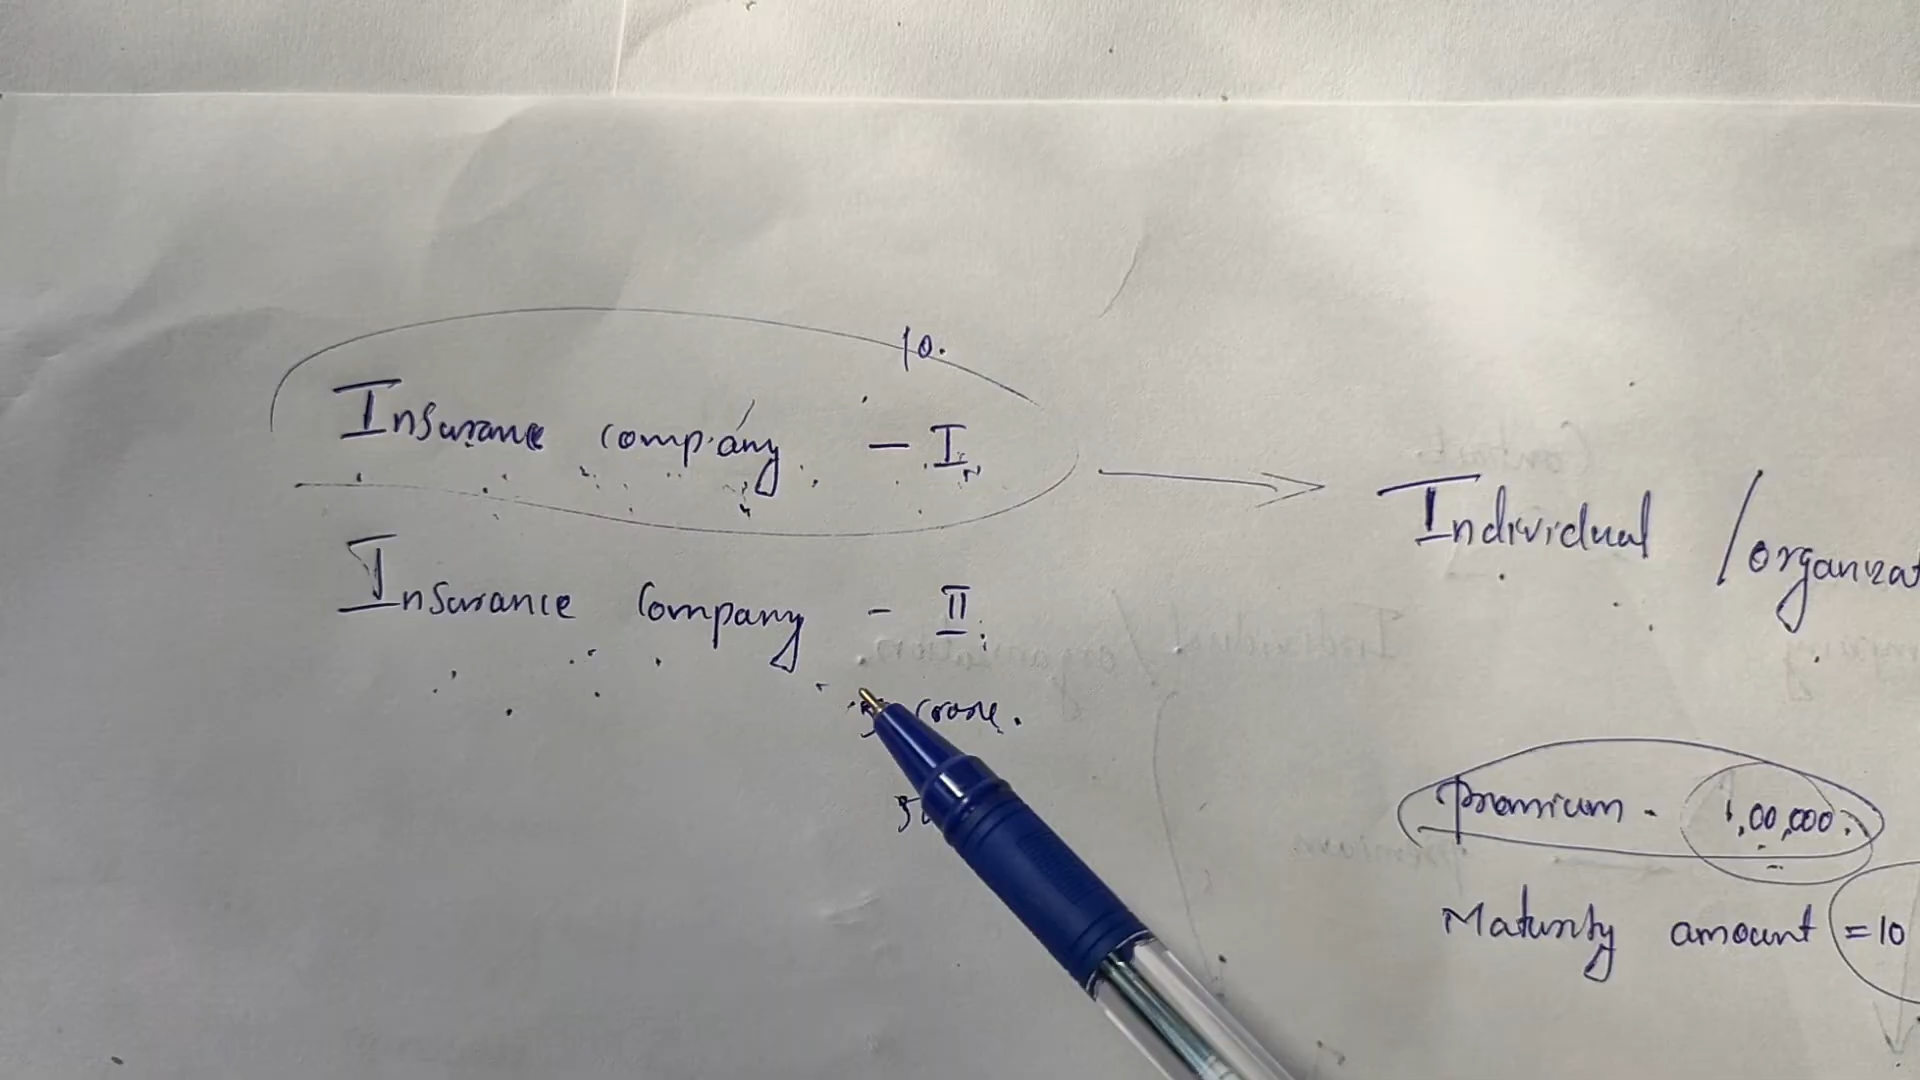 10.
Insurance company - I
Insurance company - II
Individual / organizat
crore.
premium - 1,00,000.
Maturity amount = 10